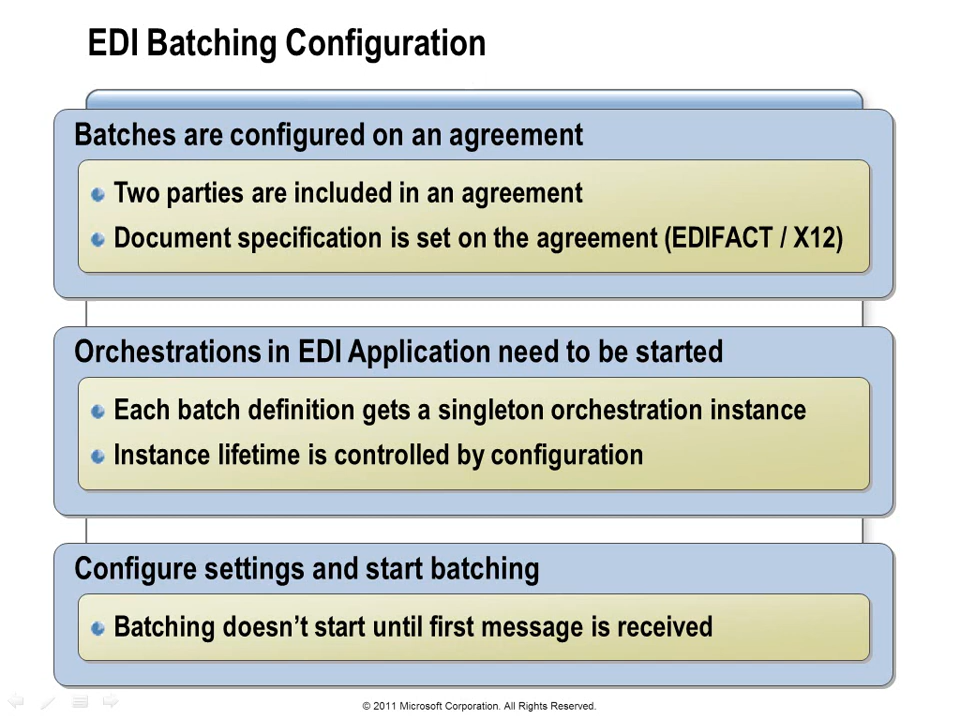 EDI Batching Configuration
Batches are configured on an agreement
Two parties are included in an agreement
Document specification is set on the agreement (EDIFACT / X12)
Orchestrations in EDI Application need to be started
Each batch definition gets a singleton orchestration instance
Instance lifetime is controlled by configuration
Configure settings and start batching
Batching doesn’t start until first message is received
© 2011 Microsoft Corporation. All Rights Reserved.